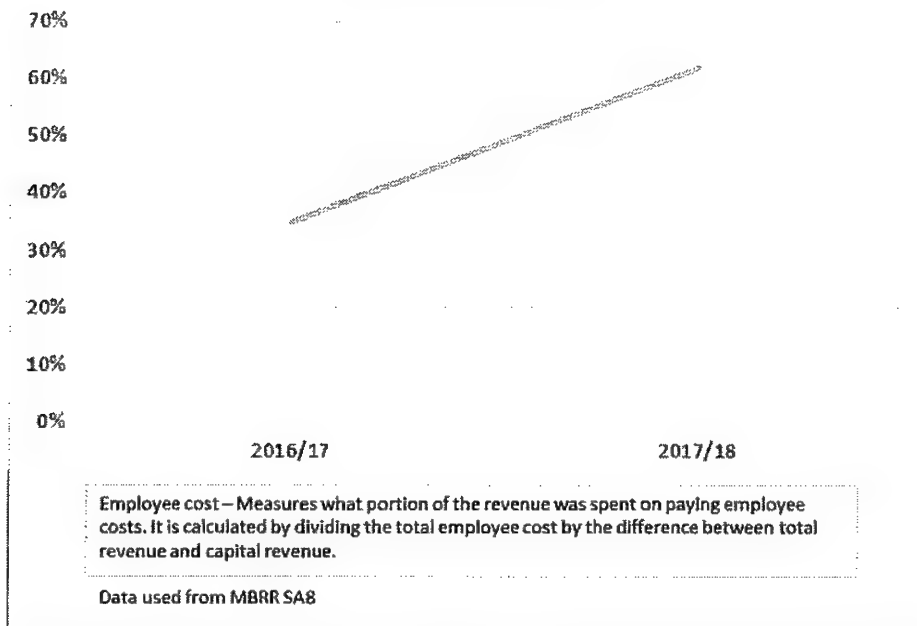 70%
60%
50%
40%
30%
20%
10%
0%
2016/17 2017/18
Employee cost – Measures what portion of the revenue was spent on paying employee
costs. It is calculated by dividing the total employee cost by the difference between total
revenue and capital revenue.
Data used from MBRR SA8